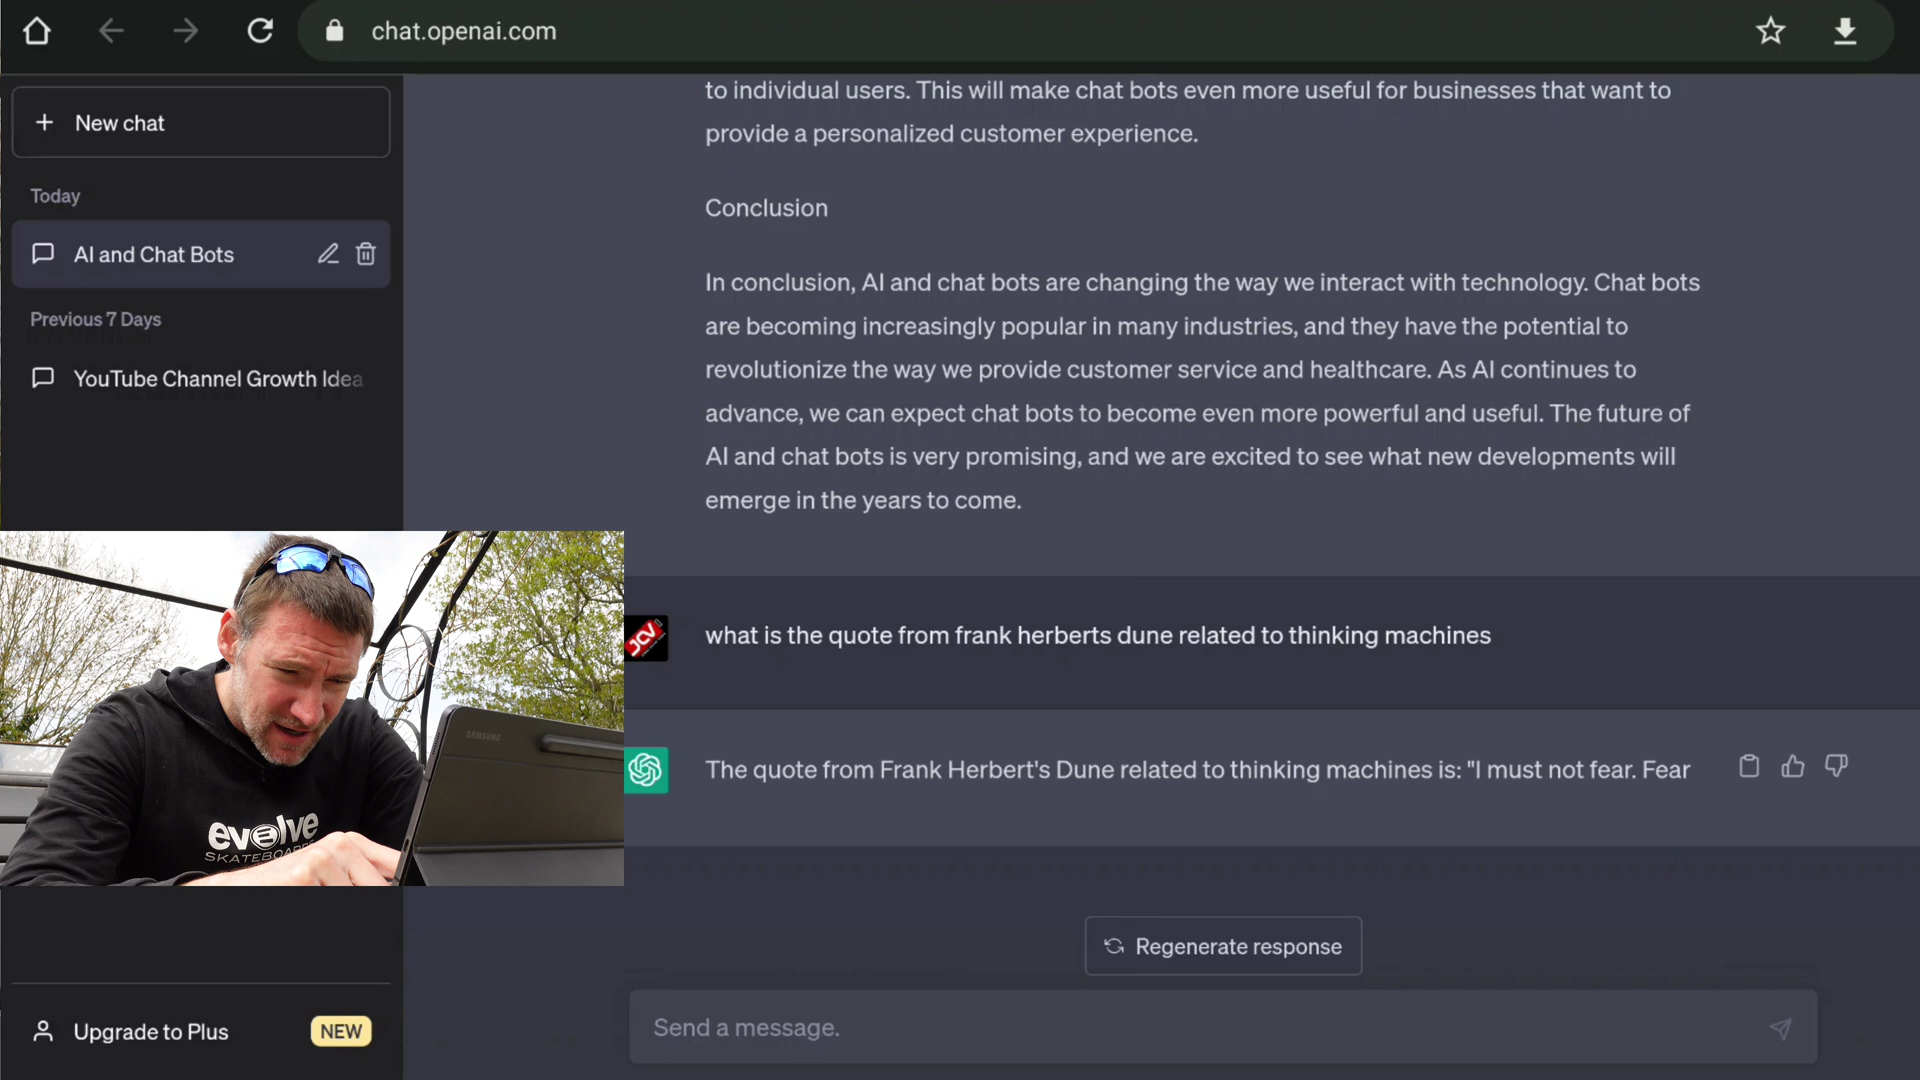 chat.openai.com
New chat
Today
AI and Chat Bots
Previous 7 Days
YouTube Channel Growth Idea
Upgrade to Plus
NEW
to individual users. This will make chat bots even more useful for businesses that want to
provide a personalized customer experience.
Conclusion
In conclusion, AI and chat bots are changing the way we interact with technology. Chat bots
are becoming increasingly popular in many industries, and they have the potential to
revolutionize the way we provide customer service and healthcare. As AI continues to
advance, we can expect chat bots to become even more powerful and useful. The future of
AI and chat bots is very promising, and we are excited to see what new developments will
emerge in the years to come.
JCV
what is the quote from frank herberts dune related to thinking machines
The quote from Frank Herbert's Dune related to thinking machines is: "I must not fear. Fear
Regenerate response
Send a message.
SAMSUNG
evolve
SKATEBOA